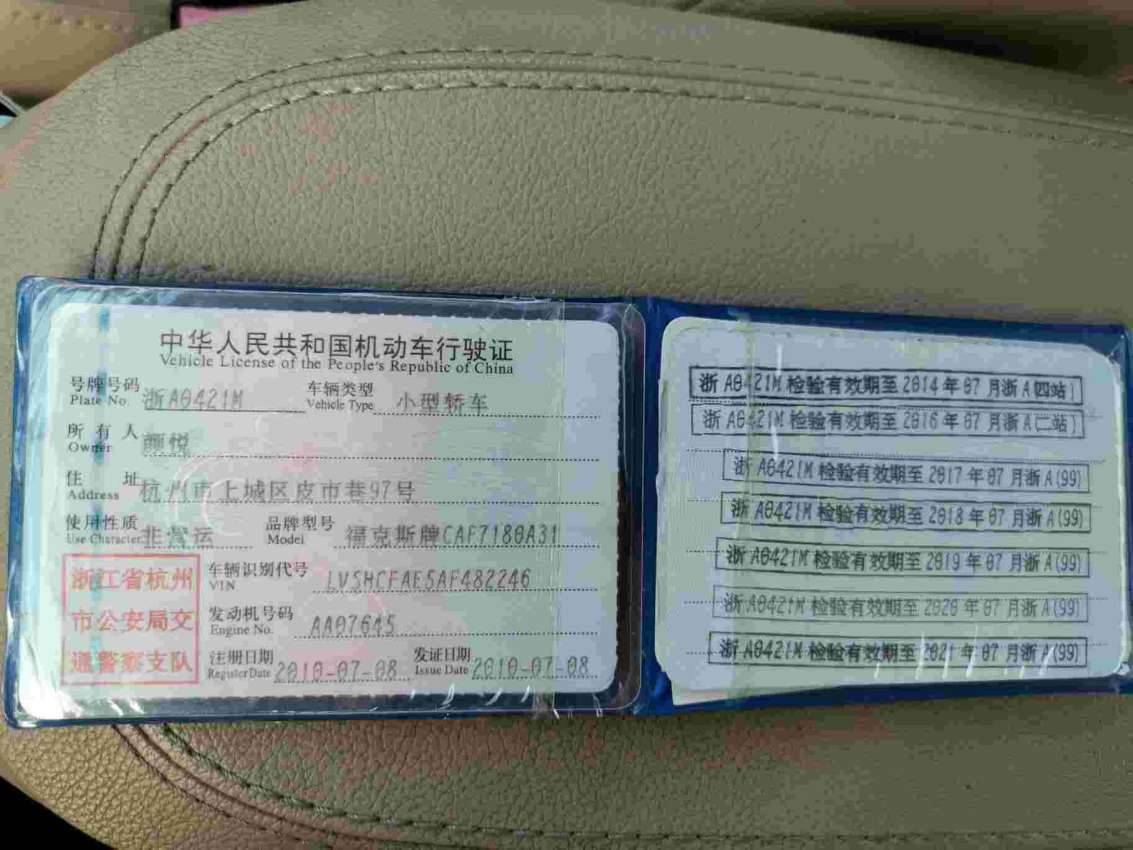 中华人民共和国机动车行驶证
Vehicle License of the People's Republic of China
号牌号码 Plate No. 浙A0421M 车辆类型 Vehicle Type 小型轿车
所有人 Owner 颜悦
住址 Address 杭州市上城区皮市巷97号
使用性质 Use Character 非营运 品牌型号 Model 福克斯牌CAF7180A31
浙江省杭州
市公安局交
通警察支队
车辆识别代号 VIN LVSHCFAE5AF482246
发动机号码 Engine No. AA07645
注册日期 Register Date 2010-07-08 发证日期 Issue Date 2010-07-08
浙A0421M检验有效期至2014年07月浙A(四站)
浙A0421M检验有效期至2016年07月浙A(二站)
浙A0421M检验有效期至2017年07月浙A(99)
浙A0421M检验有效期至2018年07月浙A(99)
浙A0421M检验有效期至2019年07月浙A(99)
浙A0421M检验有效期至2020年07月浙A(99)
浙A0421M检验有效期至2021年07月浙A(99)